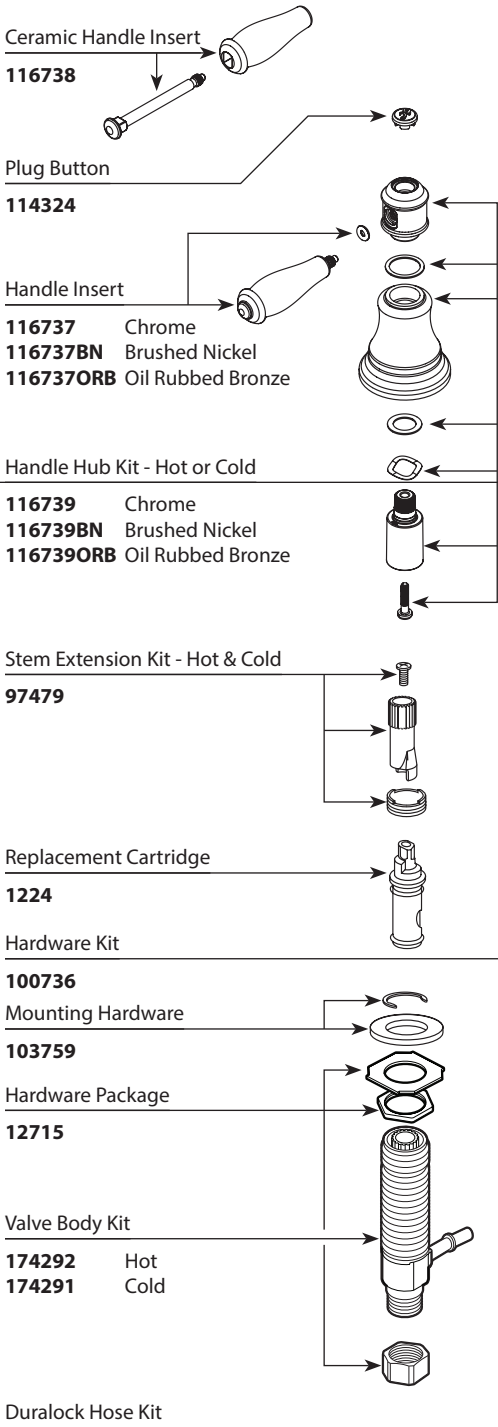 Ceramic Handle Insert
116738
Plug Button
114324
Handle Insert
116737 Chrome
116737BN Brushed Nickel
116737ORB Oil Rubbed Bronze
Handle Hub Kit - Hot or Cold
116739 Chrome
116739BN Brushed Nickel
116739ORB Oil Rubbed Bronze
Stem Extension Kit - Hot & Cold
97479
Replacement Cartridge
1224
Hardware Kit
100736
Mounting Hardware
103759
Hardware Package
12715
Valve Body Kit
174292 Hot
174291 Cold
Duralock Hose Kit